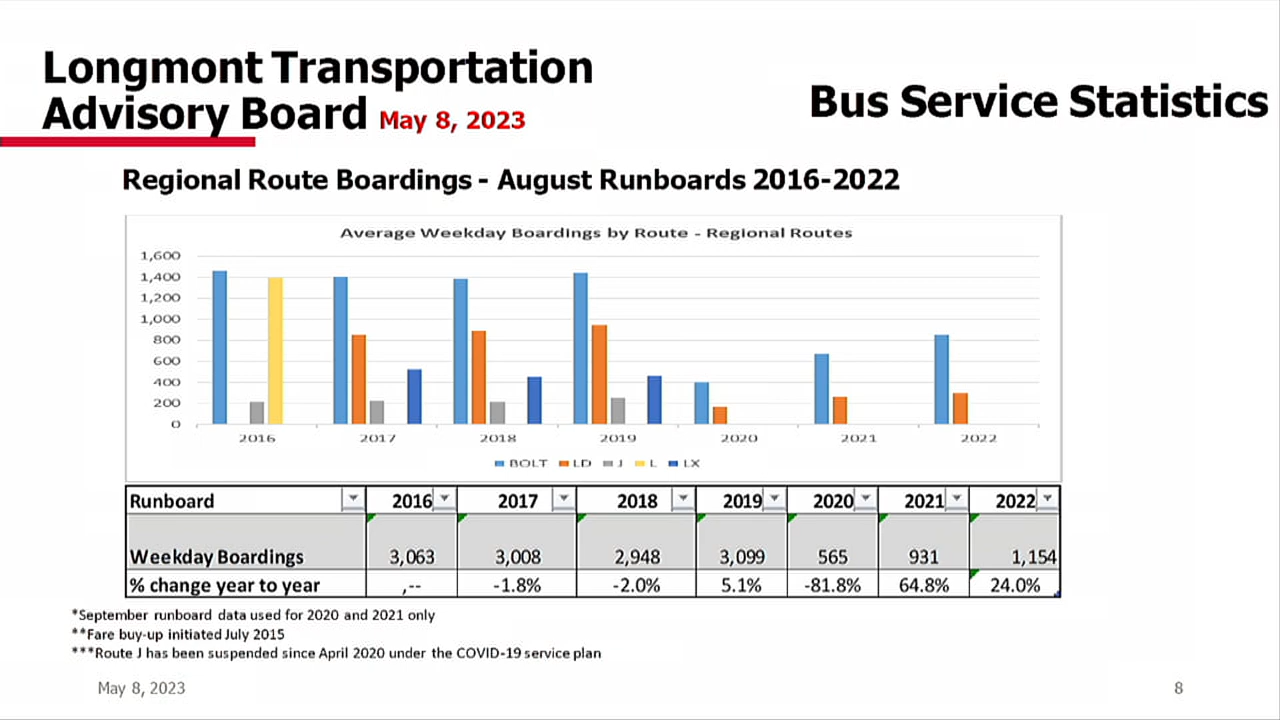 Longmont Transportation
Advisory Board May 8, 2023
Bus Service Statistics
Regional Route Boardings - August Runboards 2016-2022
Average Weekday Boardings by Route - Regional Routes
1,600
1,400
1,200
1,000
800
600
400
200
0
2016 2017 2018 2019 2020 2021 2022
BOLT LD J L LX
Runboard 2016 2017 2018 2019 2020 2021 2022
Weekday Boardings 3,063 3,008 2,948 3,099 565 931 1,154
% change year to year ,-- -1.8% -2.0% 5.1% -81.8% 64.8% 24.0%
*September runboard data used for 2020 and 2021 only
**Fare buy-up initiated July 2015
***Route J has been suspended since April 2020 under the COVID-19 service plan
May 8, 2023 8